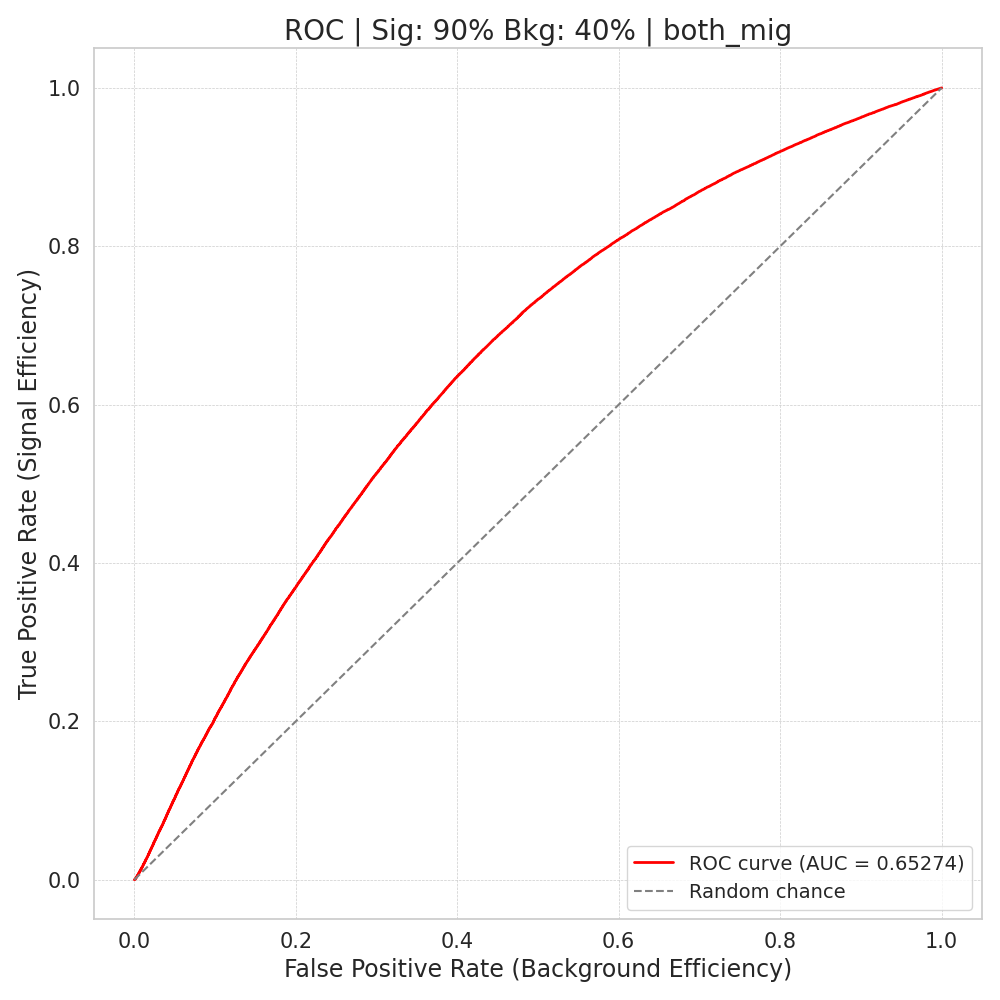 ROC | Sig: 90% Bkg: 40% | both_mig
True Positive Rate (Signal Efficiency)
1.0
0.8
0.6
0.4
0.2
0.0
ROC curve (AUC = 0.65274)
Random chance
0.0 0.2 0.4 0.6 0.8 1.0
False Positive Rate (Background Efficiency)